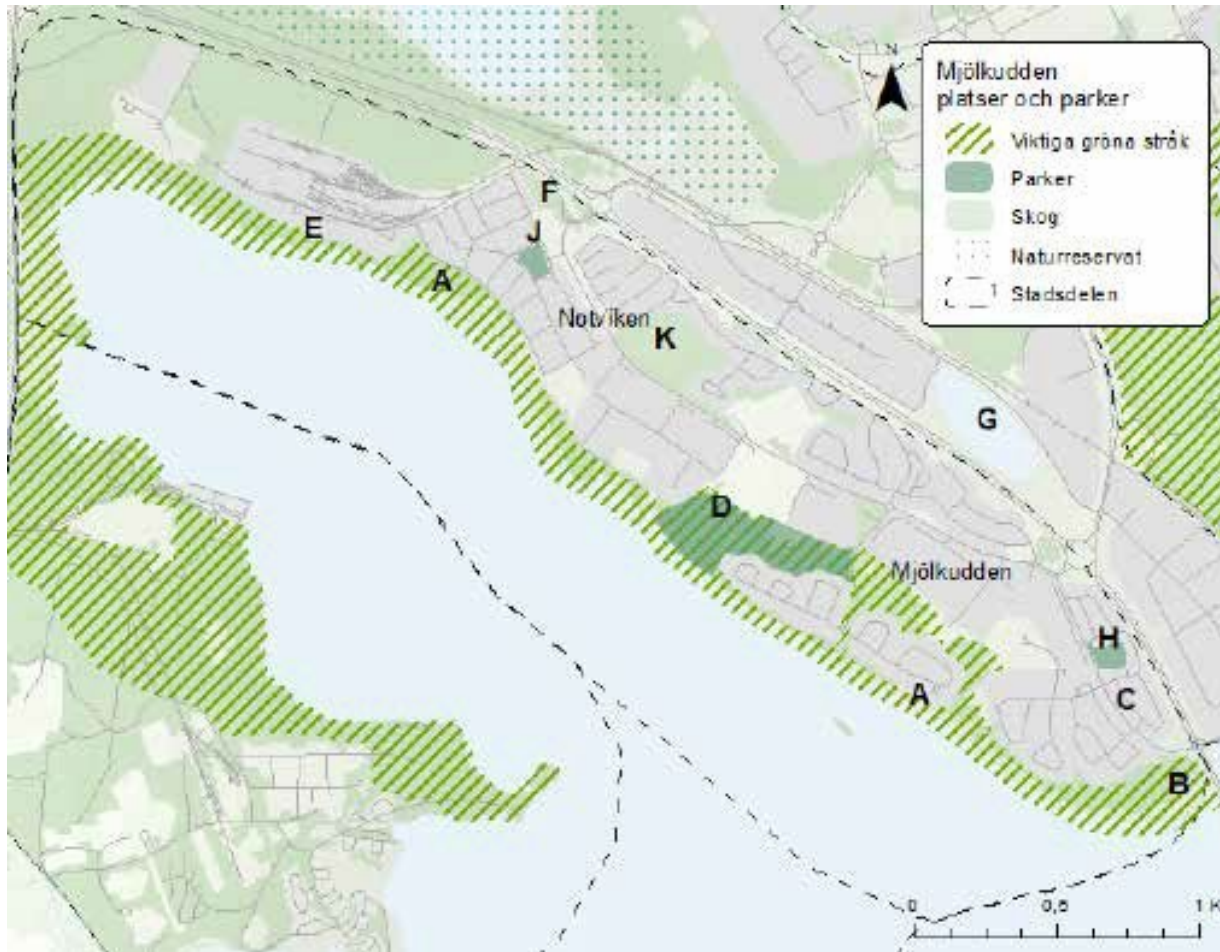 N
Mjölkudden
platser och parker
Viktiga gröna stråk
Parker
Skog
Naturreservat
Stadsdelen
F
E
J
A
Notviken
K
G
D
Mjölkudden
H
A
C
B
0
0,5
1 K